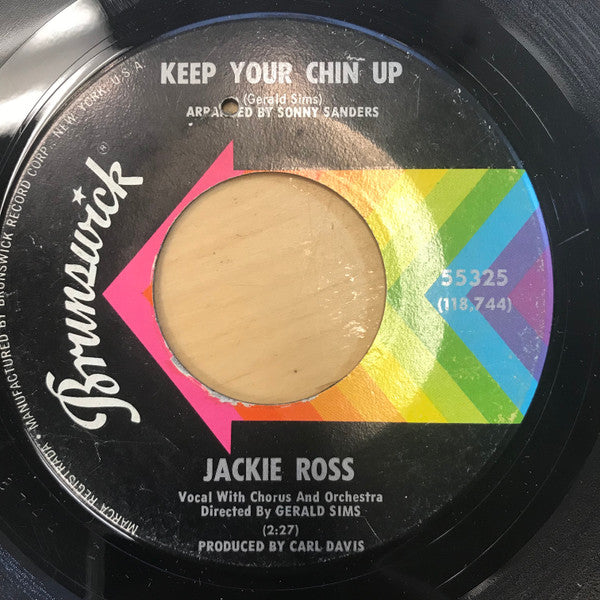 KEEP YOUR CHIN UP
(Gerald Sims)
ARRANGED BY SONNY SANDERS
Brunswick®
MARCA REGISTRADA • MANUFACTURED BY BRUNSWICK RECORD CORP., NEW YORK, U.S.A.
55325
(118,744)
JACKIE ROSS
Vocal With Chorus And Orchestra
Directed By GERALD SIMS
(2:27)
PRODUCED BY CARL DAVIS